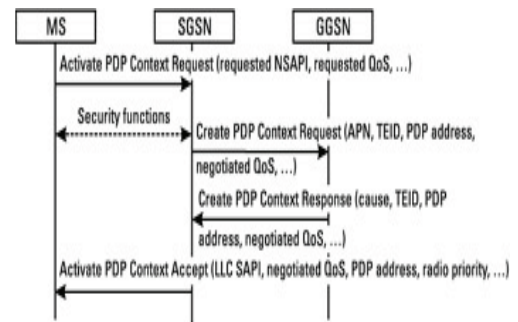 MS SGSN GGSN
Activate PDP Context Request (requested NSAPI, requested QoS, ...)
Security functions
Create PDP Context Request (APN, TEID, PDP address,
negotiated QoS, ...)
Create PDP Context Response (cause, TEID, PDP
address, negotiated QoS, ...)
Activate PDP Context Accept (LLC SAPI, negotiated QoS, PDP address, radio priority, ...)